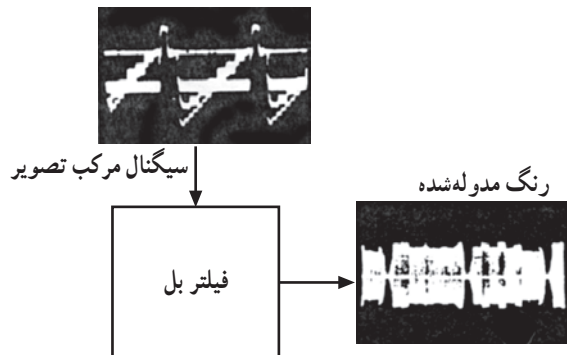 سیگنال مرکب تصویر
رنگ مدوله‌شده
فیلتر بل